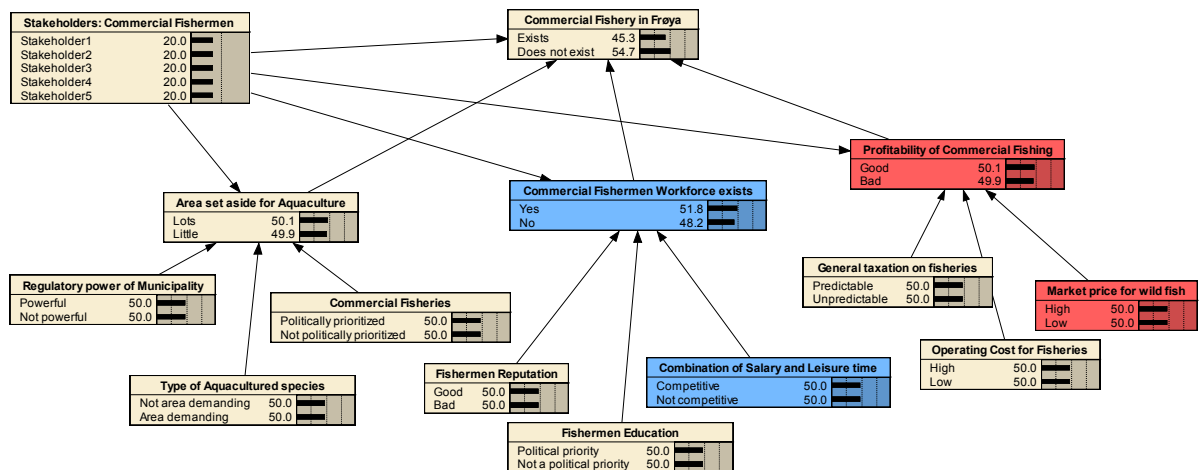 Stakeholders: Commercial Fishermen
Stakeholder1 20.0
Stakeholder2 20.0
Stakeholder3 20.0
Stakeholder4 20.0
Stakeholder5 20.0
Commercial Fishery in Frøya
Exists 45.3
Does not exist 54.7
Profitability of Commercial Fishing
Good 50.1
Bad 49.9
Commercial Fishermen Workforce exists
Yes 51.8
No 48.2
Area set aside for Aquaculture
Lots 50.1
Little 49.9
Regulatory power of Municipality
Powerful 50.0
Not powerful 50.0
Commercial Fisheries
Politically prioritized 50.0
Not politically prioritized 50.0
General taxation on fisheries
Predictable 50.0
Unpredictable 50.0
Market price for wild fish
High 50.0
Low 50.0
Operating Cost for Fisheries
High 50.0
Low 50.0
Type of Aquacultured species
Not area demanding 50.0
Area demanding 50.0
Fishermen Reputation
Good 50.0
Bad 50.0
Combination of Salary and Leisure time
Competitive 50.0
Not competitive 50.0
Fishermen Education
Political priority 50.0
Not a political priority 50.0